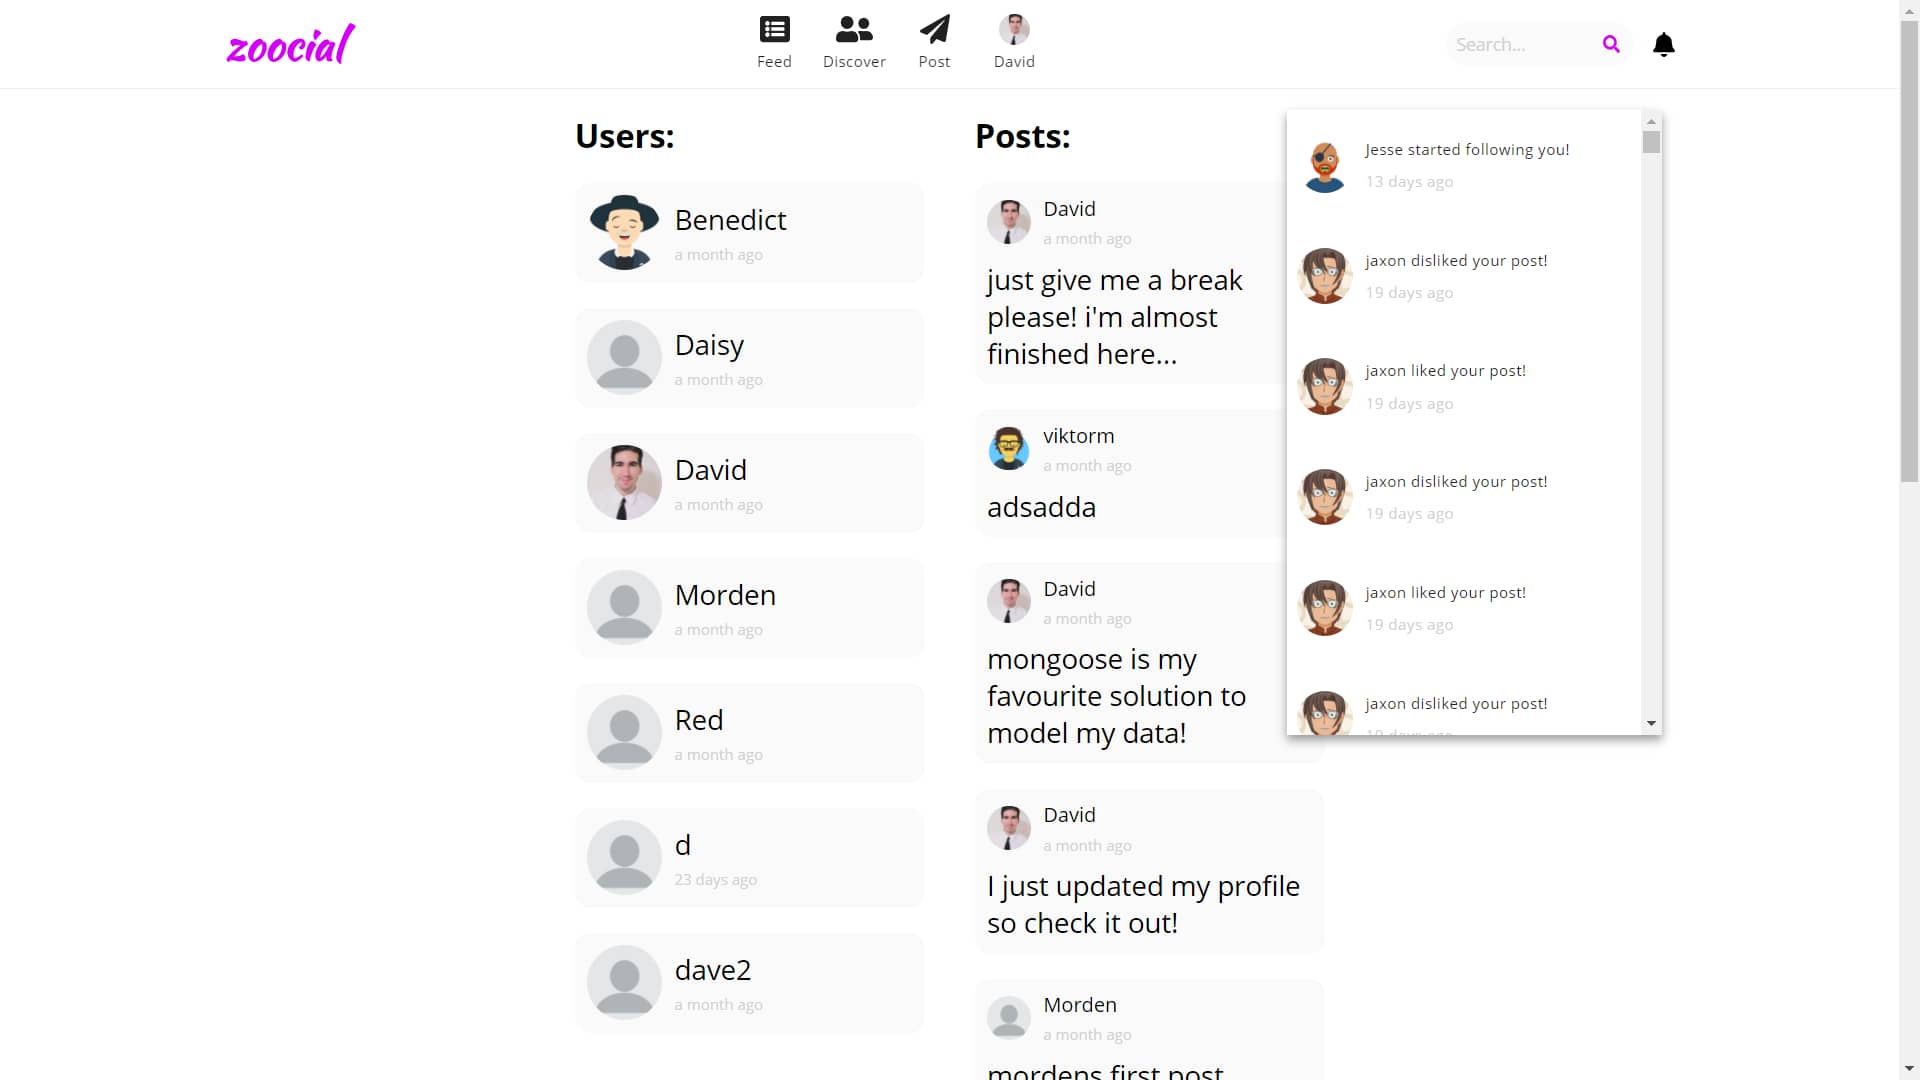 zoocial
Feed
Discover
Post
David
Search...
Users:
Benedict
a month ago
Daisy
a month ago
David
a month ago
Morden
a month ago
Red
a month ago
d
23 days ago
dave2
a month ago
Posts:
David
a month ago
just give me a break
please! i'm almost
finished here...
viktorm
a month ago
adsadda
David
a month ago
mongoose is my
favourite solution to
model my data!
David
a month ago
I just updated my profile
so check it out!
Morden
a month ago
mordens first post
Jesse started following you!
13 days ago
jaxon disliked your post!
19 days ago
jaxon liked your post!
19 days ago
jaxon disliked your post!
19 days ago
jaxon liked your post!
19 days ago
jaxon disliked your post!
19 days ago